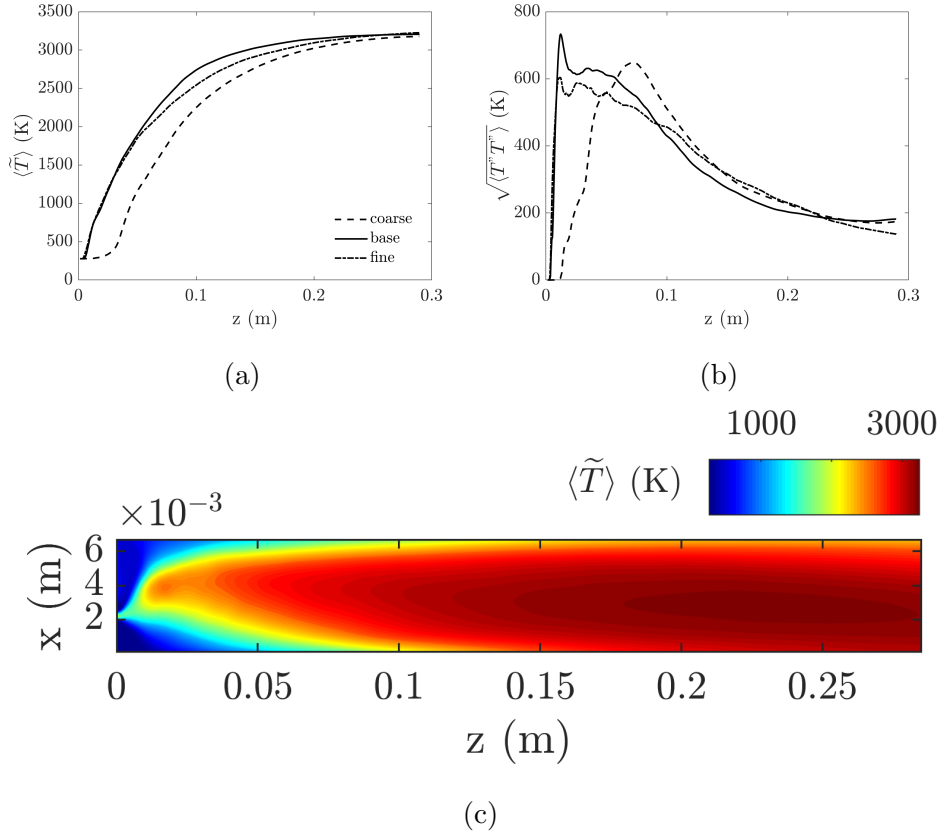 3500
3000
2500
2000
1500
1000
500
0
⟨T̃⟩ (K)
coarse
base
fine
0 0.1 0.2 0.3
z (m)
(a)
800
600
400
200
0
√⟨T"T"⟩ (K)
0 0.1 0.2 0.3
z (m)
(b)
1000 3000
⟨T̃⟩ (K)
×10⁻³
6
4
2
x (m)
0 0.05 0.1 0.15 0.2 0.25
z (m)
(c)